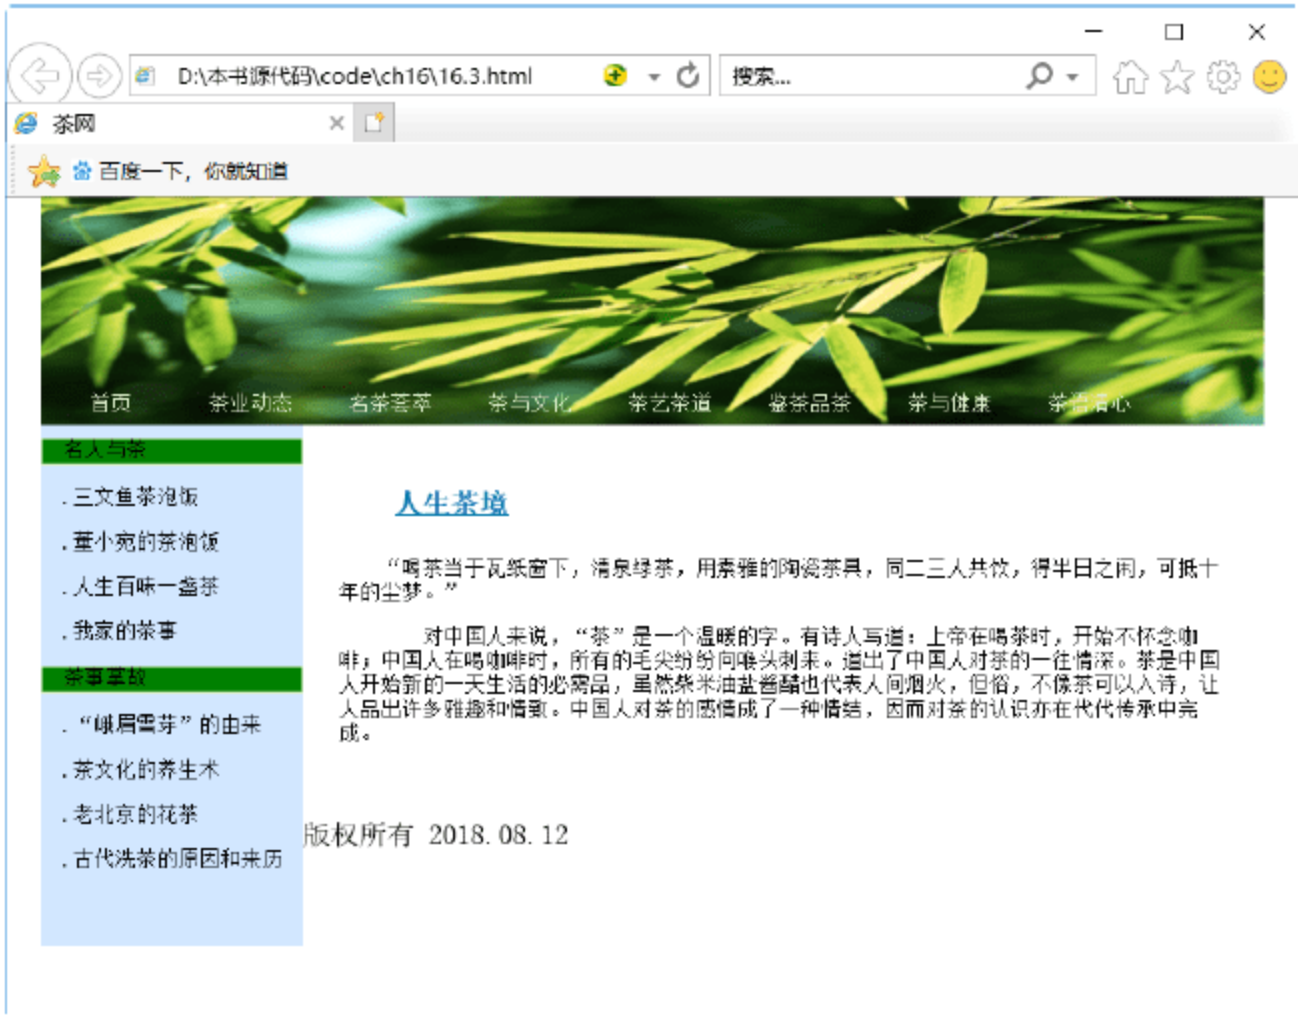 D:\本书源代码\code\ch16\16.3.html
搜索...
茶网
百度一下，你就知道
首页 茶业动态 名茶荟萃 茶与文化 茶艺茶道 鉴茶品茶 茶与健康 茶语清心
名人与茶
.三文鱼茶泡饭
.董小宛的茶泡饭
.人生百味一盏茶
.我家的茶事
茶事掌故
.“峨眉雪芽”的由来
.茶文化的养生术
.老北京的花茶
.古代洗茶的原因和来历
人生茶境
“喝茶当于瓦纸窗下，清泉绿茶，用素雅的陶瓷茶具，同二三人共饮，得半日之闲，可抵十
年的尘梦。”
对中国人来说，“茶”是一个温暖的字。有诗人写道：上帝在喝茶时，开始不怀念咖
啡；中国人在喝咖啡时，所有的毛尖纷纷向喉头刺来。道出了中国人对茶的一往情深。茶是中国
人开始新的一天生活的必需品，虽然柴米油盐酱醋也代表人间烟火，但俗，不像茶可以入诗，让
人品出许多雅趣和情致。中国人对茶的感情成了一种情结，因而对茶的认识亦在代代传承中完
成。
版权所有 2018.08.12